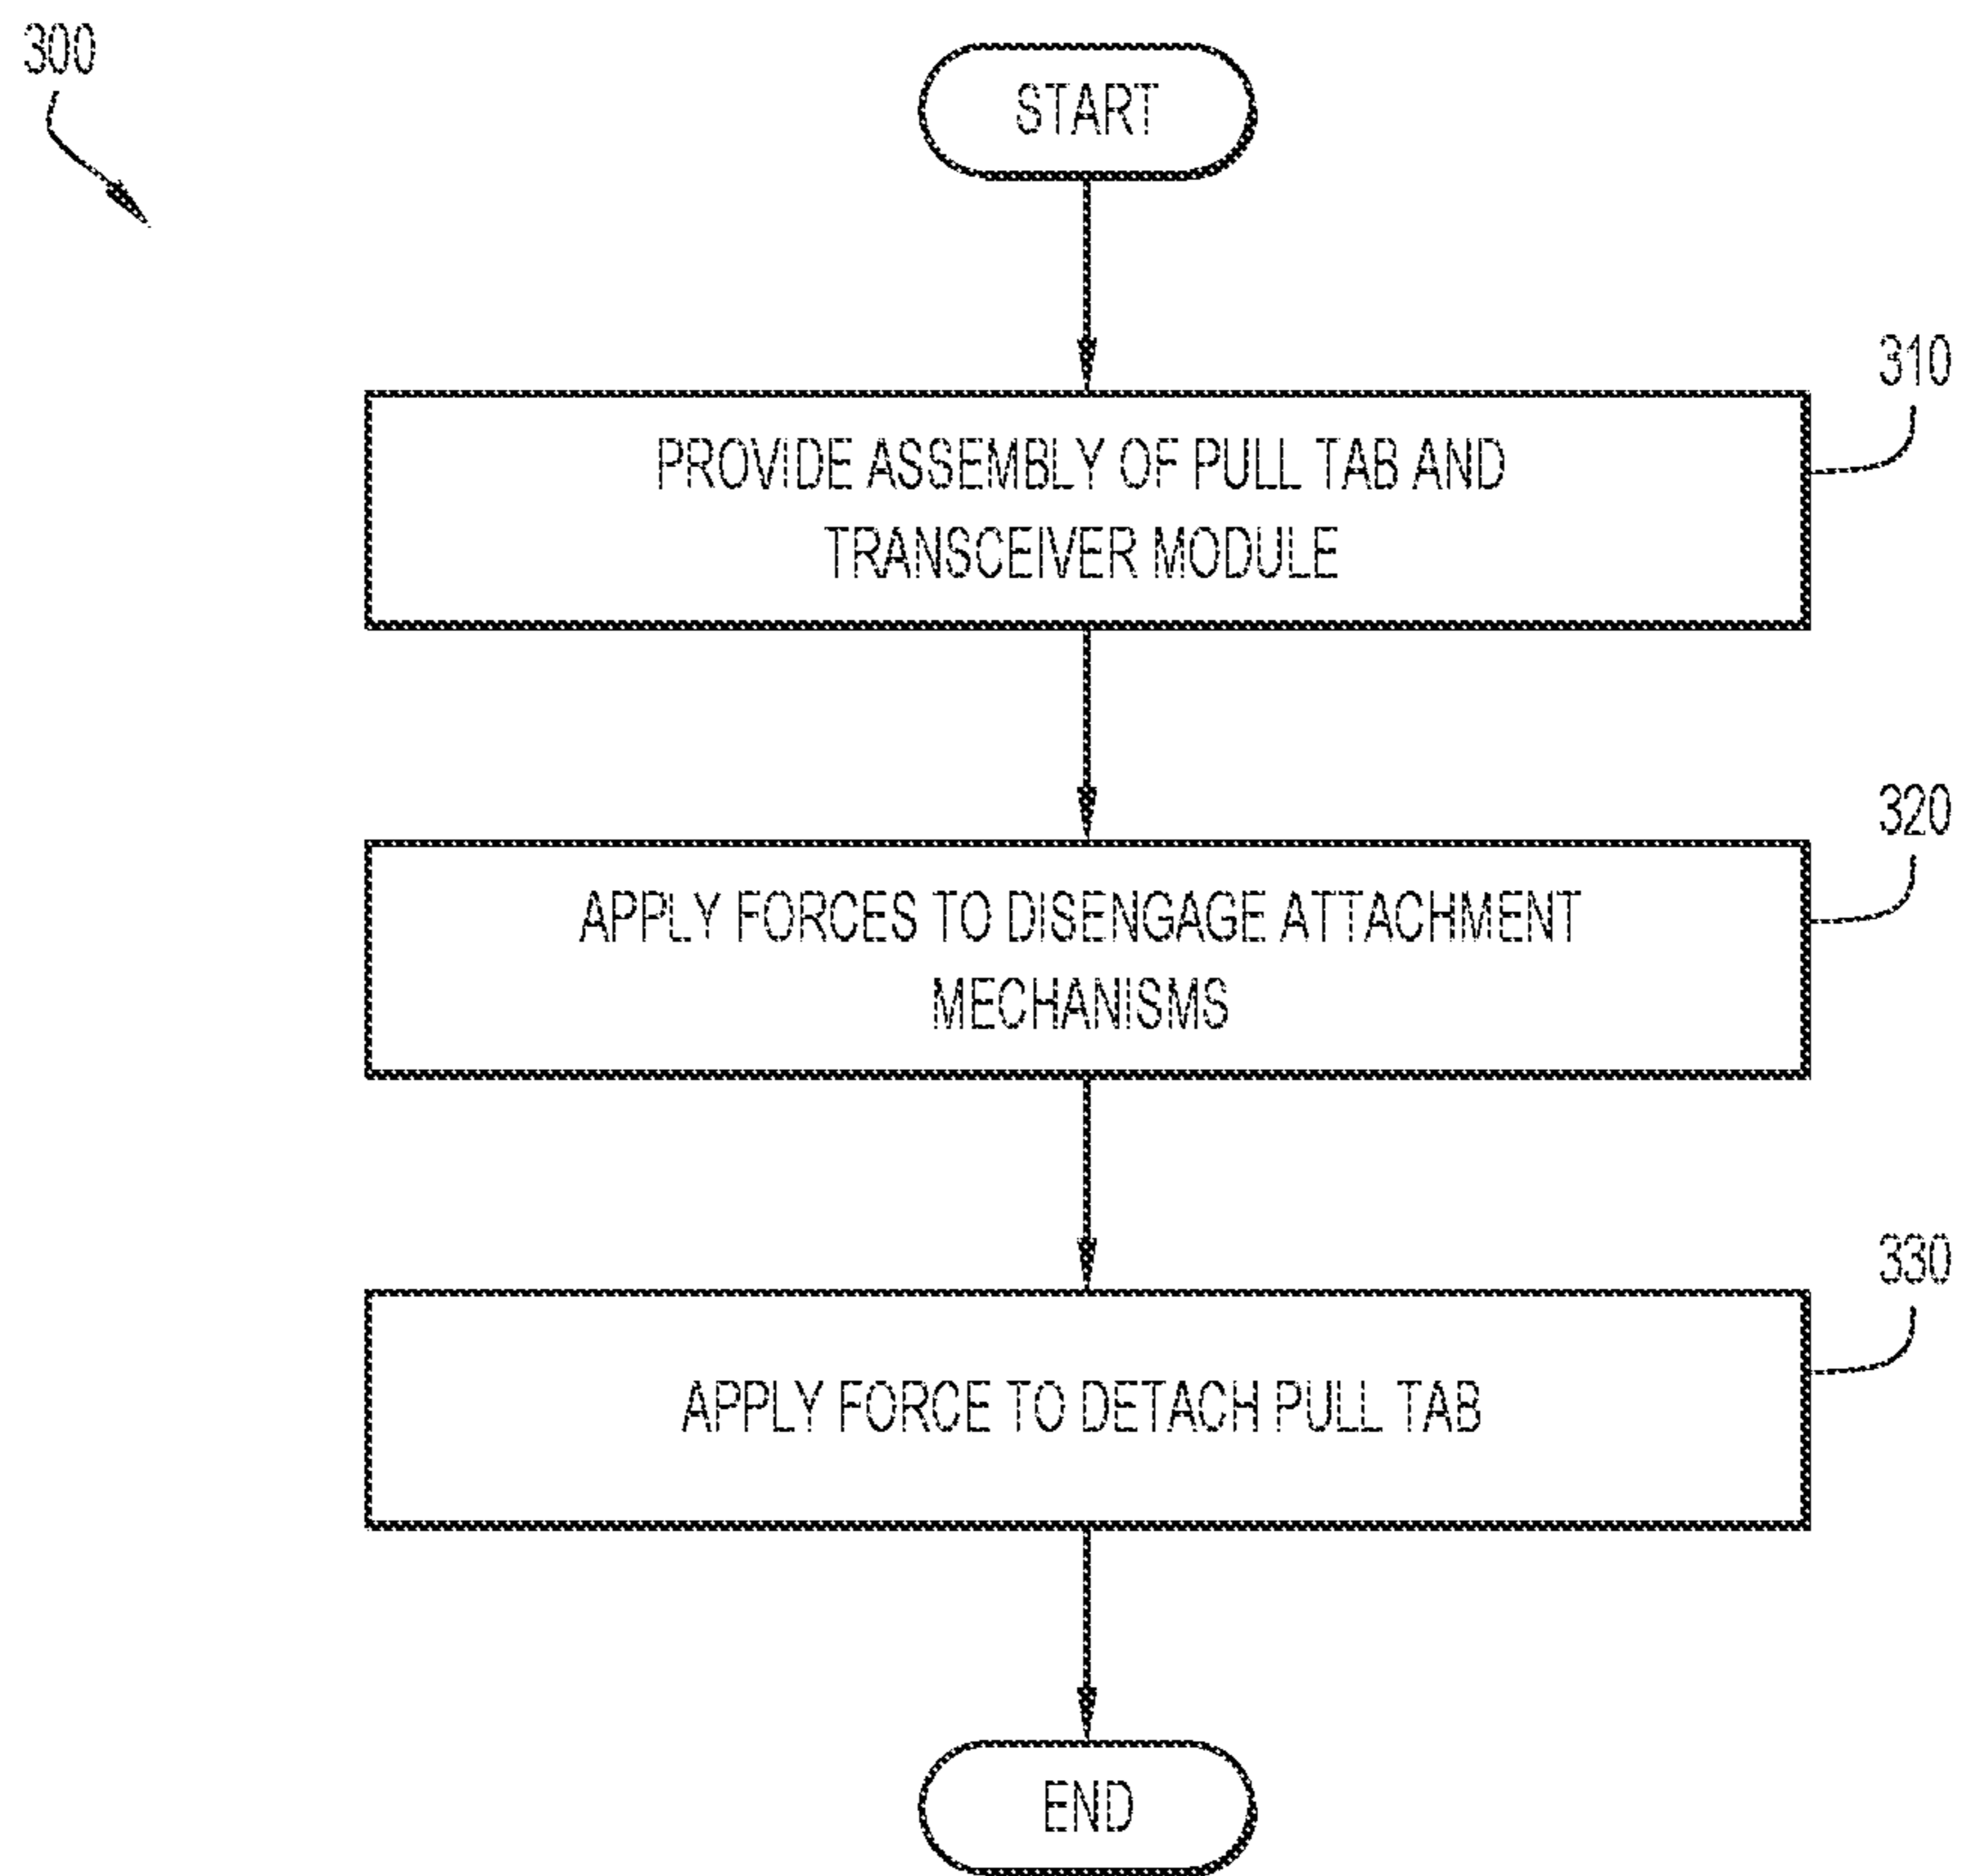 300
START
310
PROVIDE ASSEMBLY OF PULL TAB AND
TRANSCEIVER MODULE
320
APPLY FORCES TO DISENGAGE ATTACHMENT
MECHANISMS
330
APPLY FORCE TO DETACH PULL TAB
END